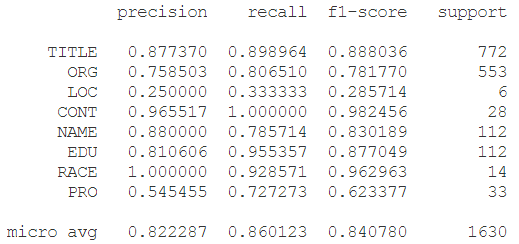 precision recall f1-score support
TITLE 0.877370 0.898964 0.888036 772
ORG 0.758503 0.806510 0.781770 553
LOC 0.250000 0.333333 0.285714 6
CONT 0.965517 1.000000 0.982456 28
NAME 0.880000 0.785714 0.830189 112
EDU 0.810606 0.955357 0.877049 112
RACE 1.000000 0.928571 0.962963 14
PRO 0.545455 0.727273 0.623377 33
micro avg 0.822287 0.860123 0.840780 1630